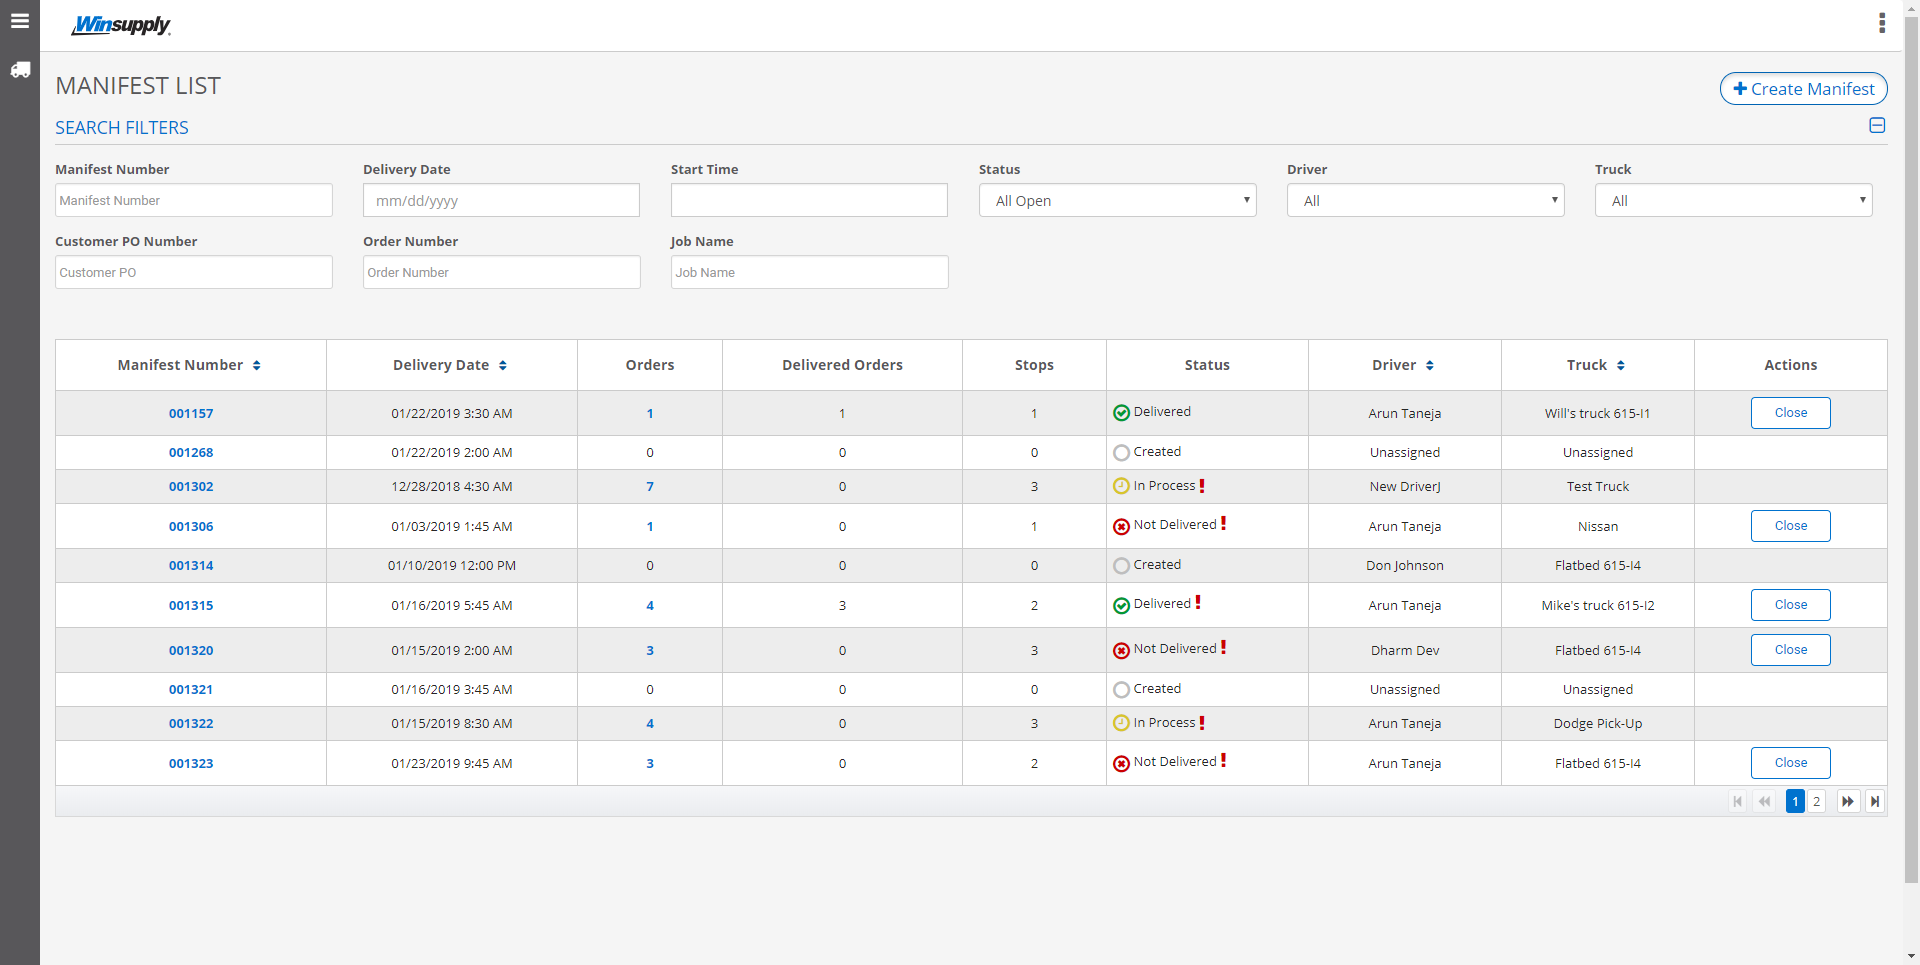 Winsupply
MANIFEST LIST
Create Manifest
SEARCH FILTERS
Manifest Number Delivery Date Start Time Status Driver Truck
Manifest Number mm/dd/yyyy All Open All All
Customer PO Number Order Number Job Name
Customer PO Order Number Job Name
Manifest Number Delivery Date Orders Delivered Orders Stops Status Driver Truck Actions
001157 01/22/2019 3:30 AM 1 1 1 Delivered Arun Taneja Will's truck 615-I1 Close
001268 01/22/2019 2:00 AM 0 0 0 Created Unassigned Unassigned
001302 12/28/2018 4:30 AM 7 0 3 In Process ! New DriverJ Test Truck
001306 01/03/2019 1:45 AM 1 0 1 Not Delivered ! Arun Taneja Nissan Close
001314 01/10/2019 12:00 PM 0 0 0 Created Don Johnson Flatbed 615-I4
001315 01/16/2019 5:45 AM 4 3 2 Delivered ! Arun Taneja Mike's truck 615-I2 Close
001320 01/15/2019 2:00 AM 3 0 3 Not Delivered ! Dharm Dev Flatbed 615-I4 Close
001321 01/16/2019 3:45 AM 0 0 0 Created Unassigned Unassigned
001322 01/15/2019 8:30 AM 4 0 3 In Process ! Arun Taneja Dodge Pick-Up
001323 01/23/2019 9:45 AM 3 0 2 Not Delivered ! Arun Taneja Flatbed 615-I4 Close
1 2